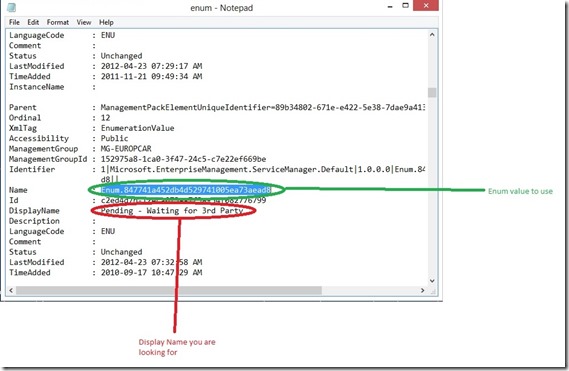 enum - Notepad
File Edit Format View Help
LanguageCode : ENU
Comment :
Status : Unchanged
LastModified : 2012-04-23 07:29:17 AM
TimeAdded : 2011-11-21 09:49:34 AM
InstanceName :
Parent : ManagementPackElementUniqueIdentifier=89b34802-671e-e422-5e38-7dae9a413
Ordinal : 12
XmlTag : EnumerationValue
Accessibility : Public
ManagementGroup : MG-EUROPCAR
ManagementGroupId : 152975a8-1ca0-3f47-24c5-c7e22ef669be
Identifier : 1|Microsoft.EnterpriseManagement.ServiceManager.Default|1.0.0.0|Enum.84
d8||
Name : Enum.847741a452db4d529741005ea73aead8
Enum value to use
Id :
DisplayName : Pending - Waiting for 3rd Party
Description :
LanguageCode : ENU
Comment :
Status : Unchanged
LastModified : 2012-04-23 07:32:58 AM
TimeAdded : 2010-09-17 10:47:29 AM
Display Name you are
looking for